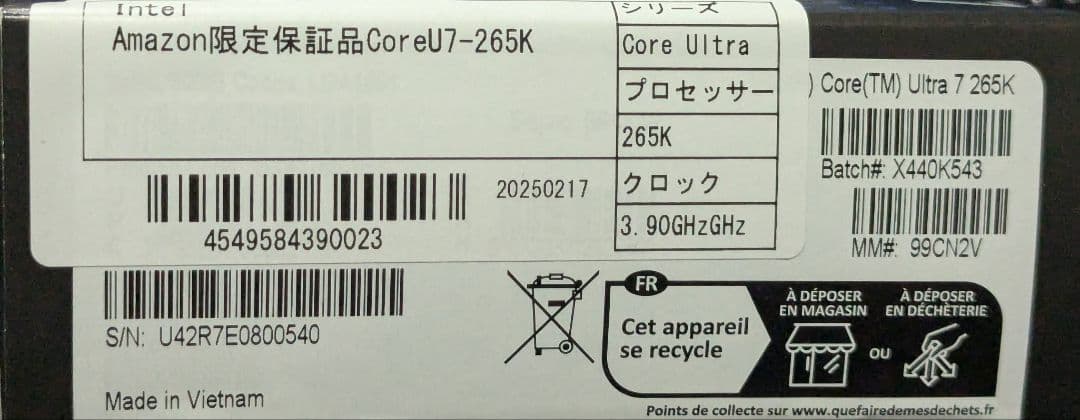 Intel
Amazon限定保証品CoreU7-265K
シリーズ
Core Ultra
プロセッサー
265K
クロック
3.90GHzGHz
20250217
4549584390023
) Core(TM) Ultra 7 265K
Batch#: X440K543
MM#: 99CN2V
S/N: U42R7E0800540
Made in Vietnam
FR
Cet appareil
se recycle
À DÉPOSER
EN MAGASIN
OU
À DÉPOSER
EN DÉCHÈTERIE
Points de collecte sur www.quefairedemesdechets.fr